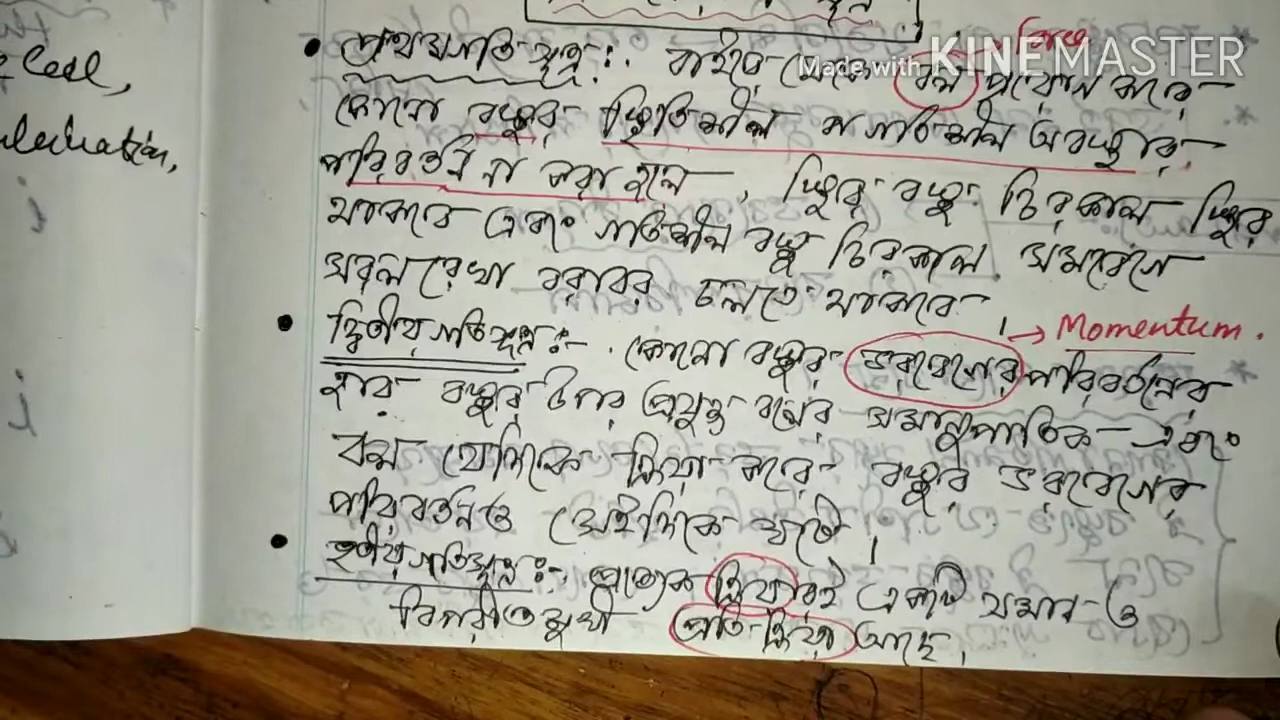 Made with KINEMASTER
cese,
• প্রথম গতিসূত্র :. বাইরে থেকে বল প্রয়োগ করে
কোনো বস্তুর স্থিতিশীল বা গতিশীল অবস্থার
পরিবর্তন না করা হলে, স্থির বস্তু চিরকাল স্থির
থাকবে এবং গতিশীল বস্তু চিরকাল সমবেগে
সরলরেখা বরাবর চলতে থাকবে।
→ Momentum.
• দ্বিতীয় গতিসূত্র :- কোনো বস্তুর ভরবেগের পরিবর্তনের
হার বস্তুর উপর প্রযুক্ত বলের সমানুপাতিক এবং
বল যেদিকে ক্রিয়া করে বস্তুর ভরবেগের
পরিবর্তনও সেইদিকে ঘটে।
• তৃতীয় গতিসূত্র :- প্রত্যেক ক্রিয়ারই একটি সমান ও
বিপরীতমুখী প্রতিক্রিয়া আছে।